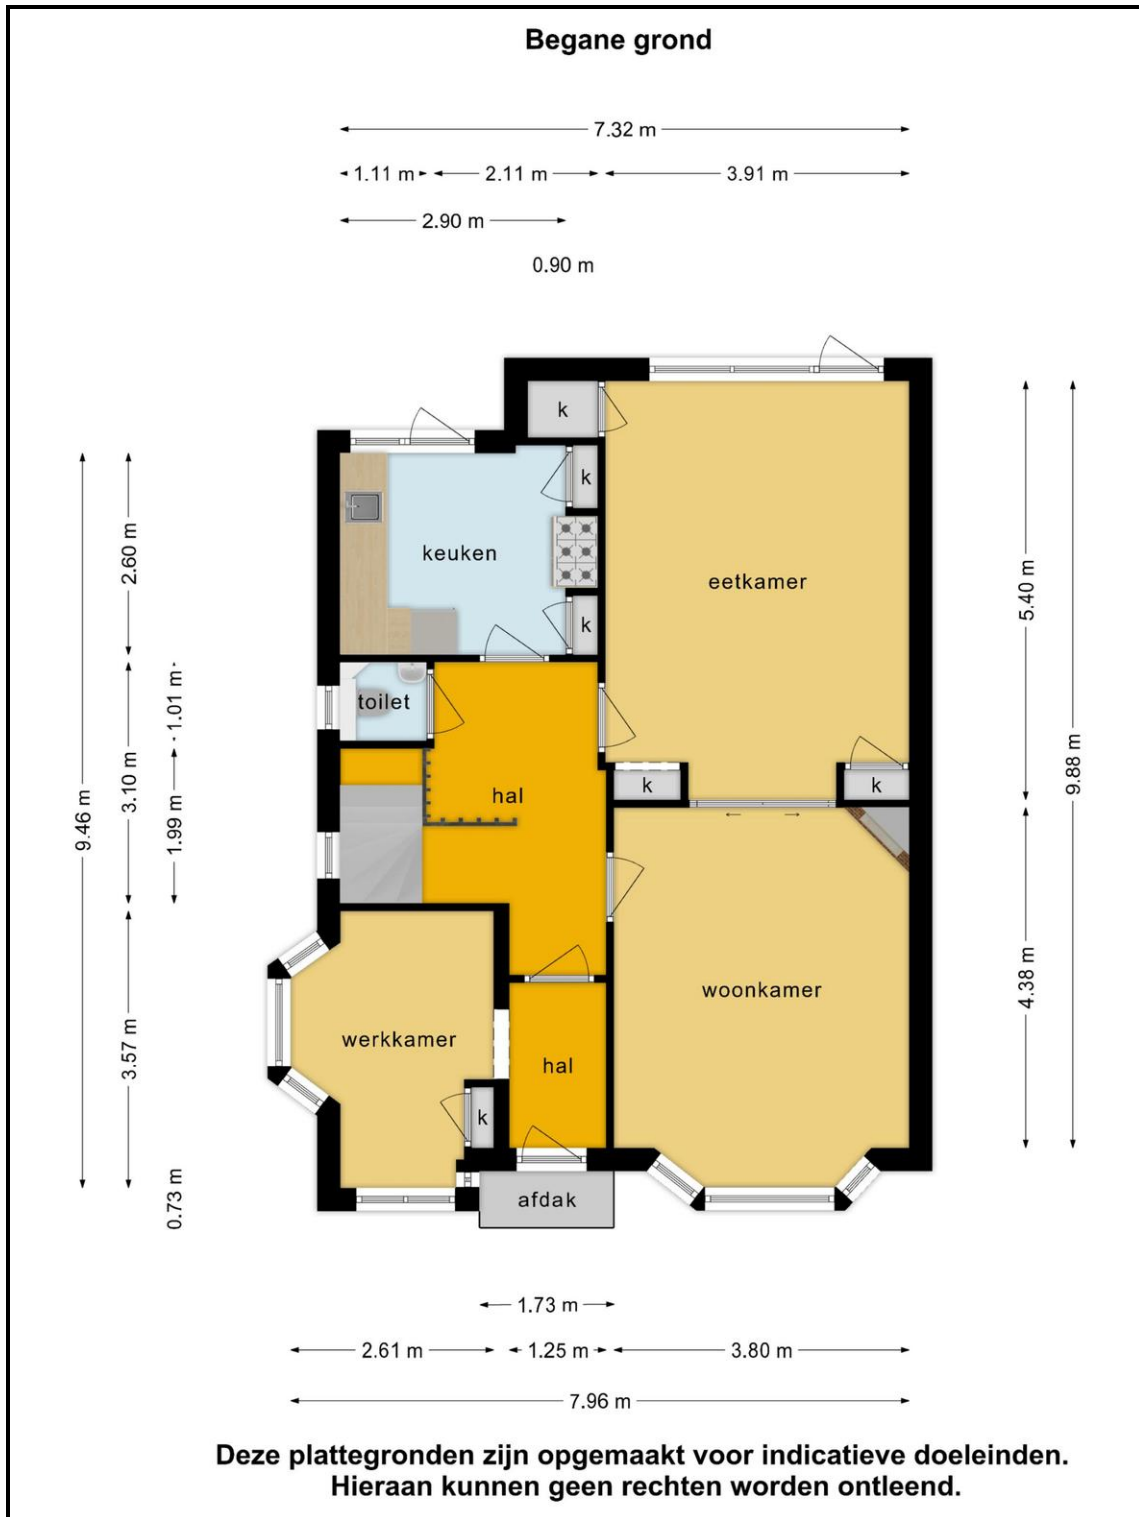 Begane grond
7.32 m
1.11 m 2.11 m 3.91 m
2.90 m
0.90 m
k
k
keuken
eetkamer
k
toilet
hal
k
k
woonkamer
werkkamer
hal
k
afdak
9.46 m
2.60 m
3.10 m
3.57 m
1.01 m
1.99 m
0.73 m
5.40 m
4.38 m
9.88 m
1.73 m
2.61 m 1.25 m 3.80 m
7.96 m
Deze plattegronden zijn opgemaakt voor indicatieve doeleinden.
Hieraan kunnen geen rechten worden ontleend.